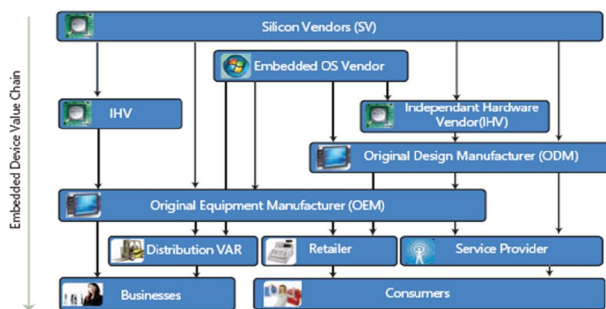 Embedded Device Value Chain
Silicon Vendors (SV)
Embedded OS Vendor
IHV
Independant Hardware
Vendor(IHV)
Original Design Manufacturer (ODM)
Original Equipment Manufacturer (OEM)
Distribution VAR
Retailer
Service Provider
Businesses
Consumers